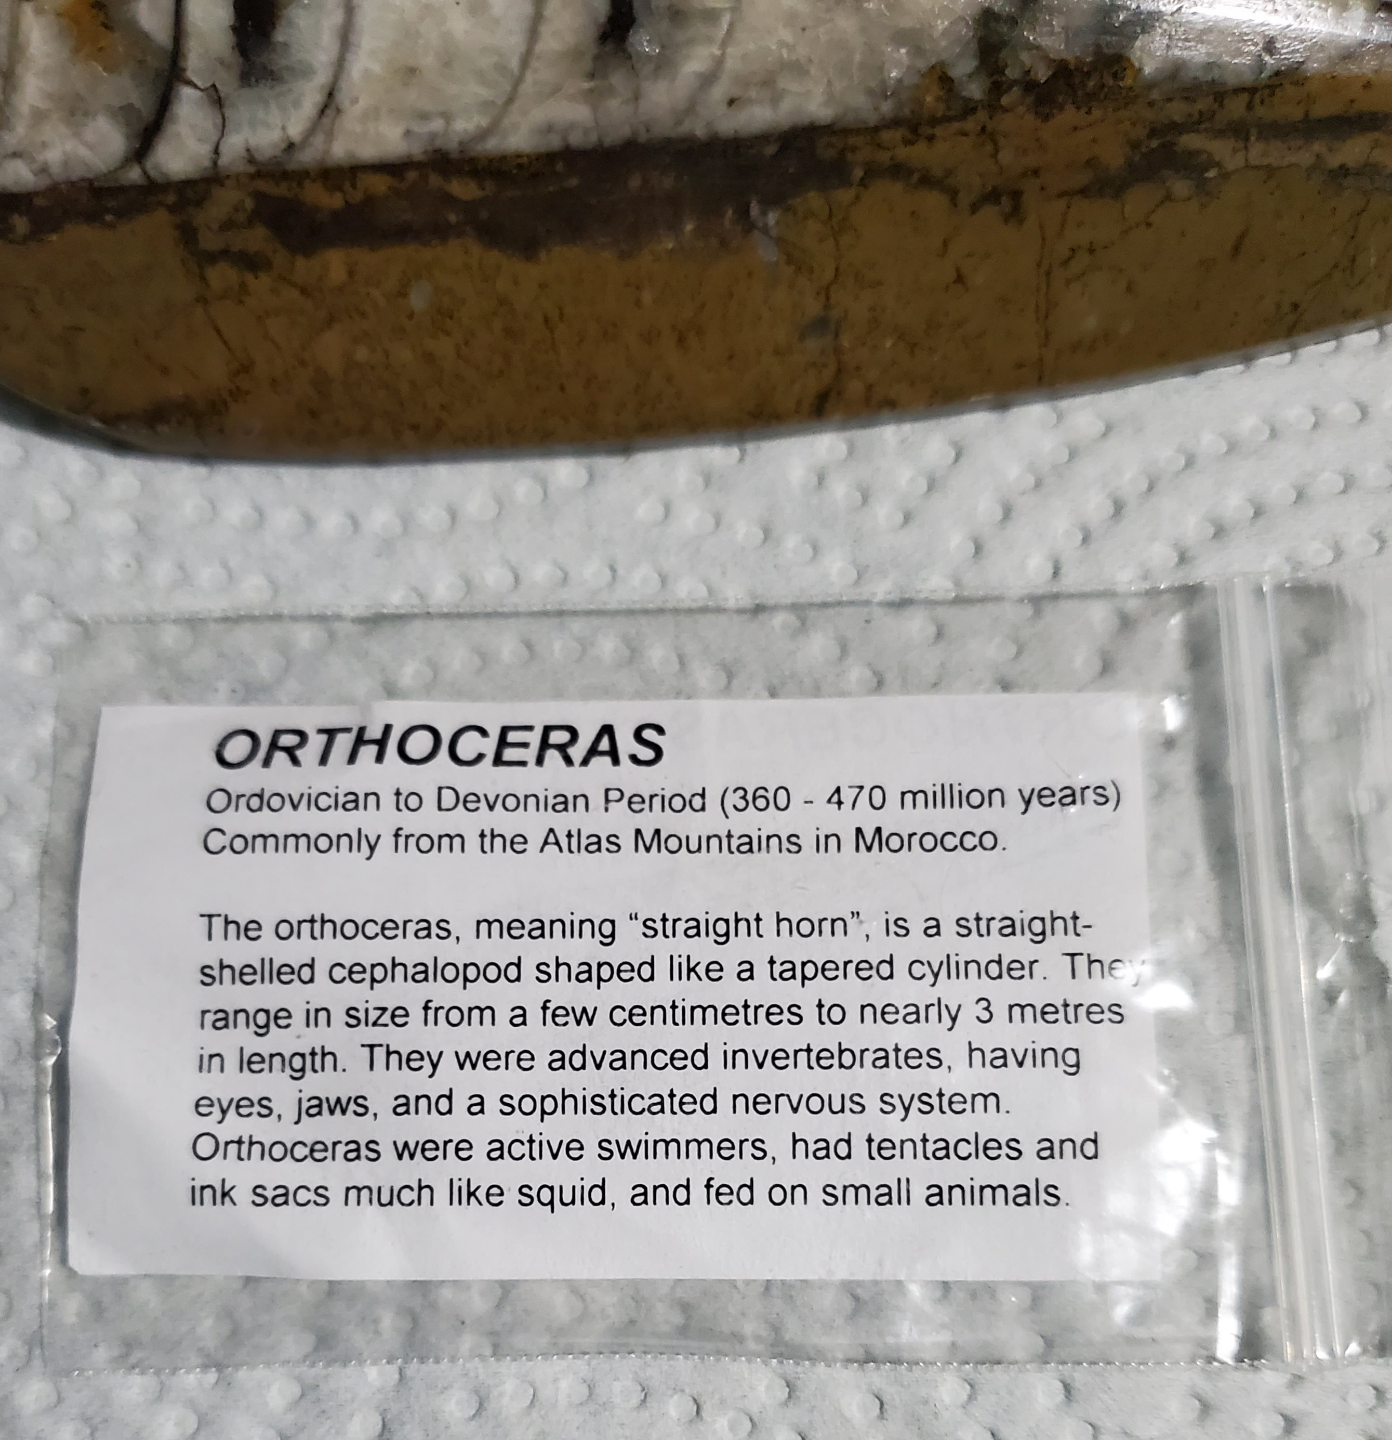 ORTHOCERAS
Ordovician to Devonian Period (360 - 470 million years)
Commonly from the Atlas Mountains in Morocco.
The orthoceras, meaning “straight horn”, is a straight-
shelled cephalopod shaped like a tapered cylinder. They
range in size from a few centimetres to nearly 3 metres
in length. They were advanced invertebrates, having
eyes, jaws, and a sophisticated nervous system.
Orthoceras were active swimmers, had tentacles and
ink sacs much like squid, and fed on small animals.